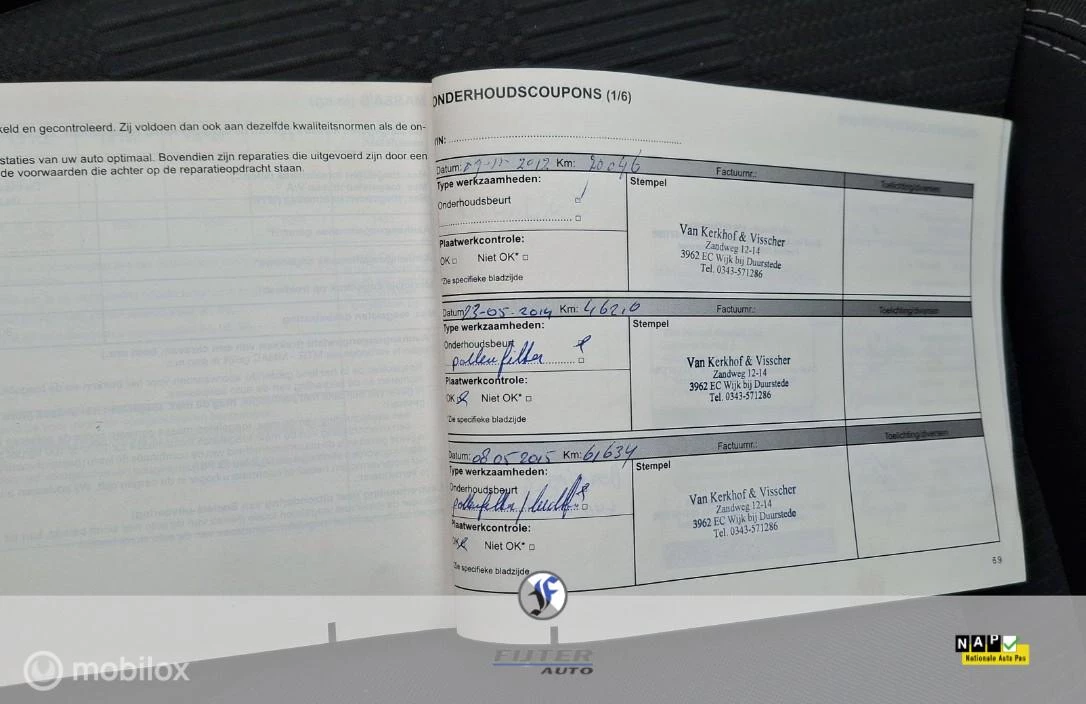 keld en gecontroleerd. Zij voldoen dan ook aan dezelfde kwaliteitsnormen als de on-
staties van uw auto optimaal. Bovendien zijn reparaties die uitgevoerd zijn door een
de voorwaarden die achter op de reparatieopdracht staan.
ONDERHOUDSCOUPONS (1/6)
VIN:
Datum: 2012 Km: 20046 Factuurnr.: Toelichting/diversen
Type werkzaamheden: Stempel
Onderhoudsbeurt
Plaatwerkcontrole:
OK Niet OK*
*Zie specifieke bladzijde
Van Kerkhof & Visscher
Zandweg 12-14
3962 EC Wijk bij Duurstede
Tel. 0343-571286
Datum: 23-05-2014 Km: 46210 Factuurnr.: Toelichting/diversen
Type werkzaamheden: Stempel
Onderhoudsbeurt
pollenfilter
Plaatwerkcontrole:
OK Niet OK*
*Zie specifieke bladzijde
Van Kerkhof & Visscher
Zandweg 12-14
3962 EC Wijk bij Duurstede
Tel. 0343-571286
Datum: 08 05 2015 Km: 61634 Factuurnr.: Toelichting/diversen
Type werkzaamheden: Stempel
Onderhoudsbeurt
pollenfilter /
Plaatwerkcontrole:
OK Niet OK*
*Zie specifieke bladzijde
Van Kerkhof & Visscher
Zandweg 12-14
3962 EC Wijk bij Duurstede
Tel. 0343-571286
69
mobilox
FIJTER
AUTO
NAP
Nationale Auto Pas